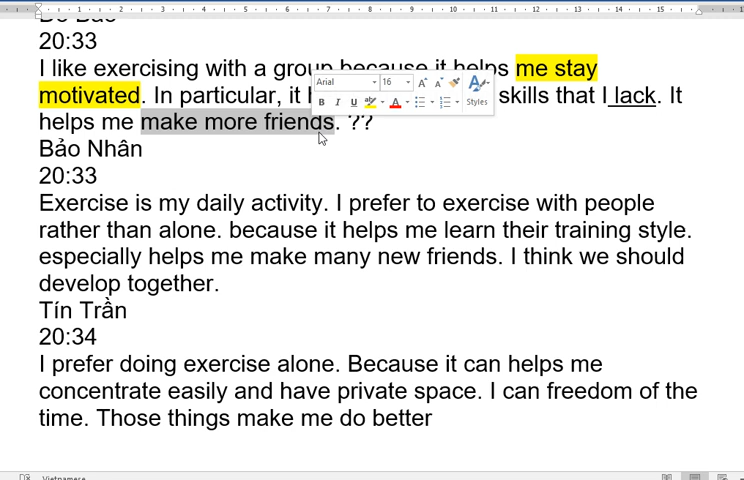 20:33
I like exercising with a group because it helps me stay
motivated. In particular, it skills that I lack. It
helps me make more friends. ??
Bảo Nhân
20:33
Exercise is my daily activity. I prefer to exercise with people
rather than alone. because it helps me learn their training style.
especially helps me make many new friends. I think we should
develop together.
Tín Trần
20:34
I prefer doing exercise alone. Because it can helps me
concentrate easily and have private space. I can freedom of the
time. Those things make me do better
Arial 16
B I U Styles
Vietnamese